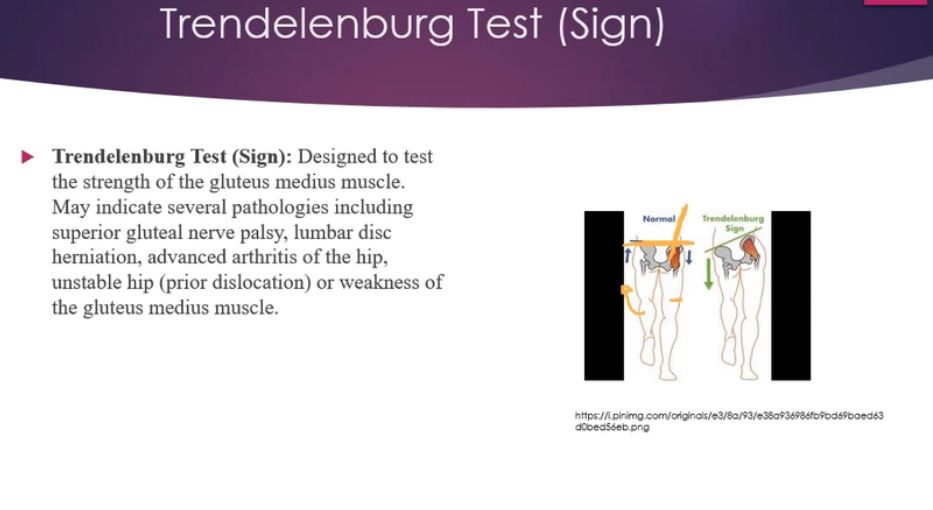 Trendelenburg Test (Sign)
Trendelenburg Test (Sign): Designed to test
the strength of the gluteus medius muscle.
May indicate several pathologies including
superior gluteal nerve palsy, lumbar disc
herniation, advanced arthritis of the hip,
unstable hip (prior dislocation) or weakness of
the gluteus medius muscle.
Normal
Trendelenburg
Sign
https://i.pinimg.com/originals/e3/8a/93/e38a936986fb9bd69baed63
d0bed56eb.png